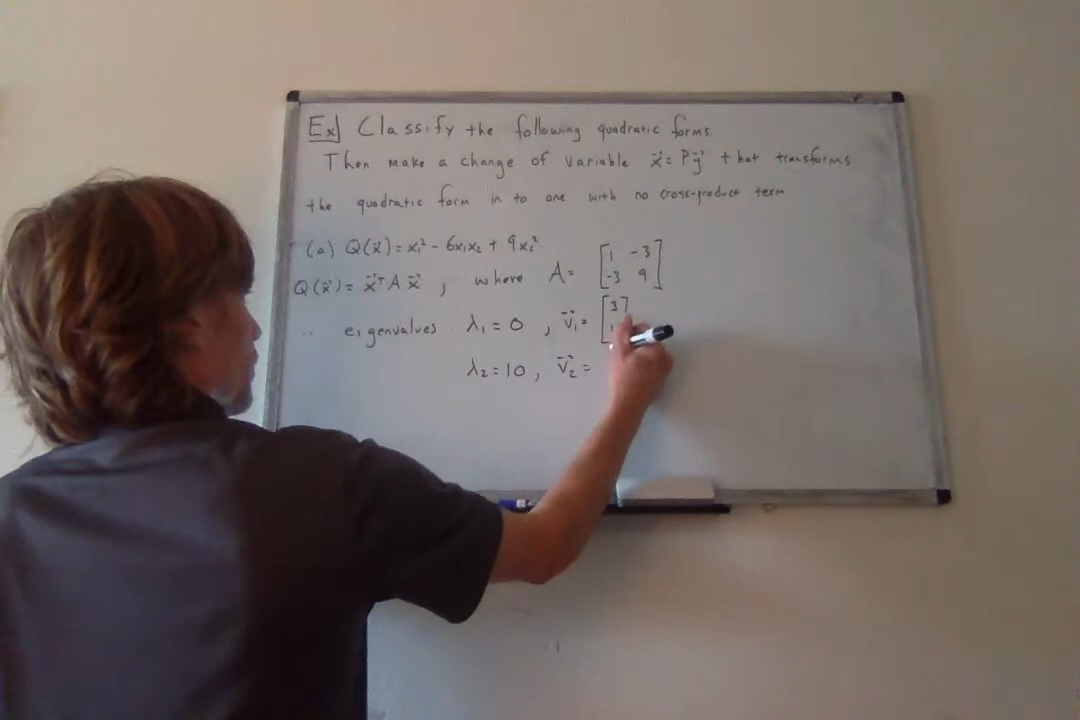 Ex] Classify the following quadratic forms.
Then make a change of variable x⃗ = Py⃗ that transforms
the quadratic form in to one with no cross-product term
(a) Q(x⃗) = x₁² - 6x₁x₂ + 9x₂²
Q(x⃗) = x⃗ᵀA x⃗ , where A = [1 -3; -3 9]
eigenvalues λ₁ = 0 , v⃗₁ = [3; 1
λ₂ = 10 , v⃗₂ =